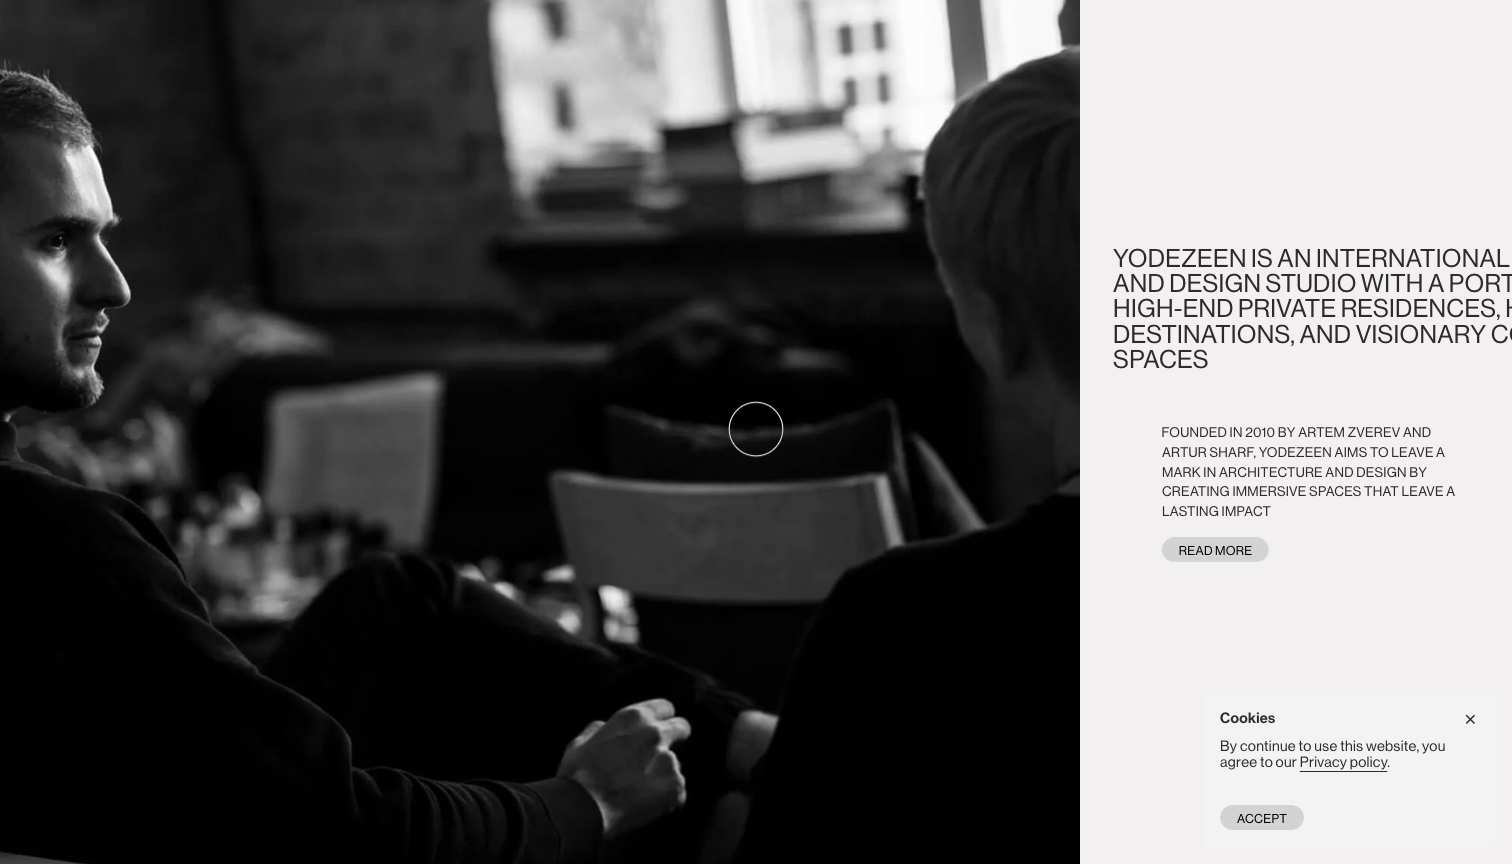 YODEZEEN IS AN INTERNATIONAL
AND DESIGN STUDIO WITH A PORT
HIGH-END PRIVATE RESIDENCES, H
DESTINATIONS, AND VISIONARY CO
SPACES
FOUNDED IN 2010 BY ARTEM ZVEREV AND
ARTUR SHARF, YODEZEEN AIMS TO LEAVE A
MARK IN ARCHITECTURE AND DESIGN BY
CREATING IMMERSIVE SPACES THAT LEAVE A
LASTING IMPACT
READ MORE
Cookies
By continue to use this website, you
agree to our Privacy policy.
ACCEPT